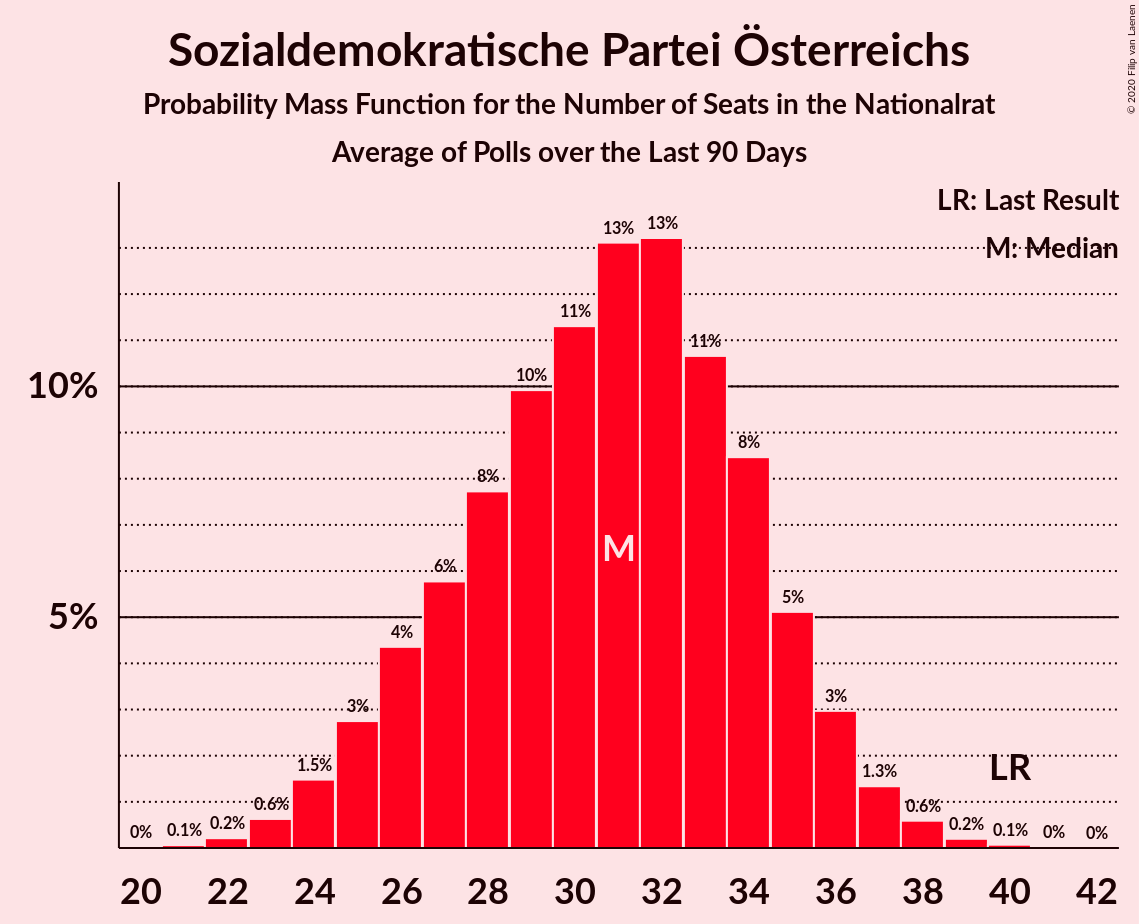 © 2020 Filip van Laenen
Sozialdemokratische Partei Österreichs
Probability Mass Function for the Number of Seats in the Nationalrat
Average of Polls over the Last 90 Days
LR: Last Result
M: Median
10%
5%
0%
0.1%
0.2%
0.6%
1.5%
3%
4%
6%
8%
10%
11%
13%
13%
11%
8%
5%
3%
1.3%
0.6%
0.2%
0.1%
0%
0%
M
LR
20 22 24 26 28 30 32 34 36 38 40 42